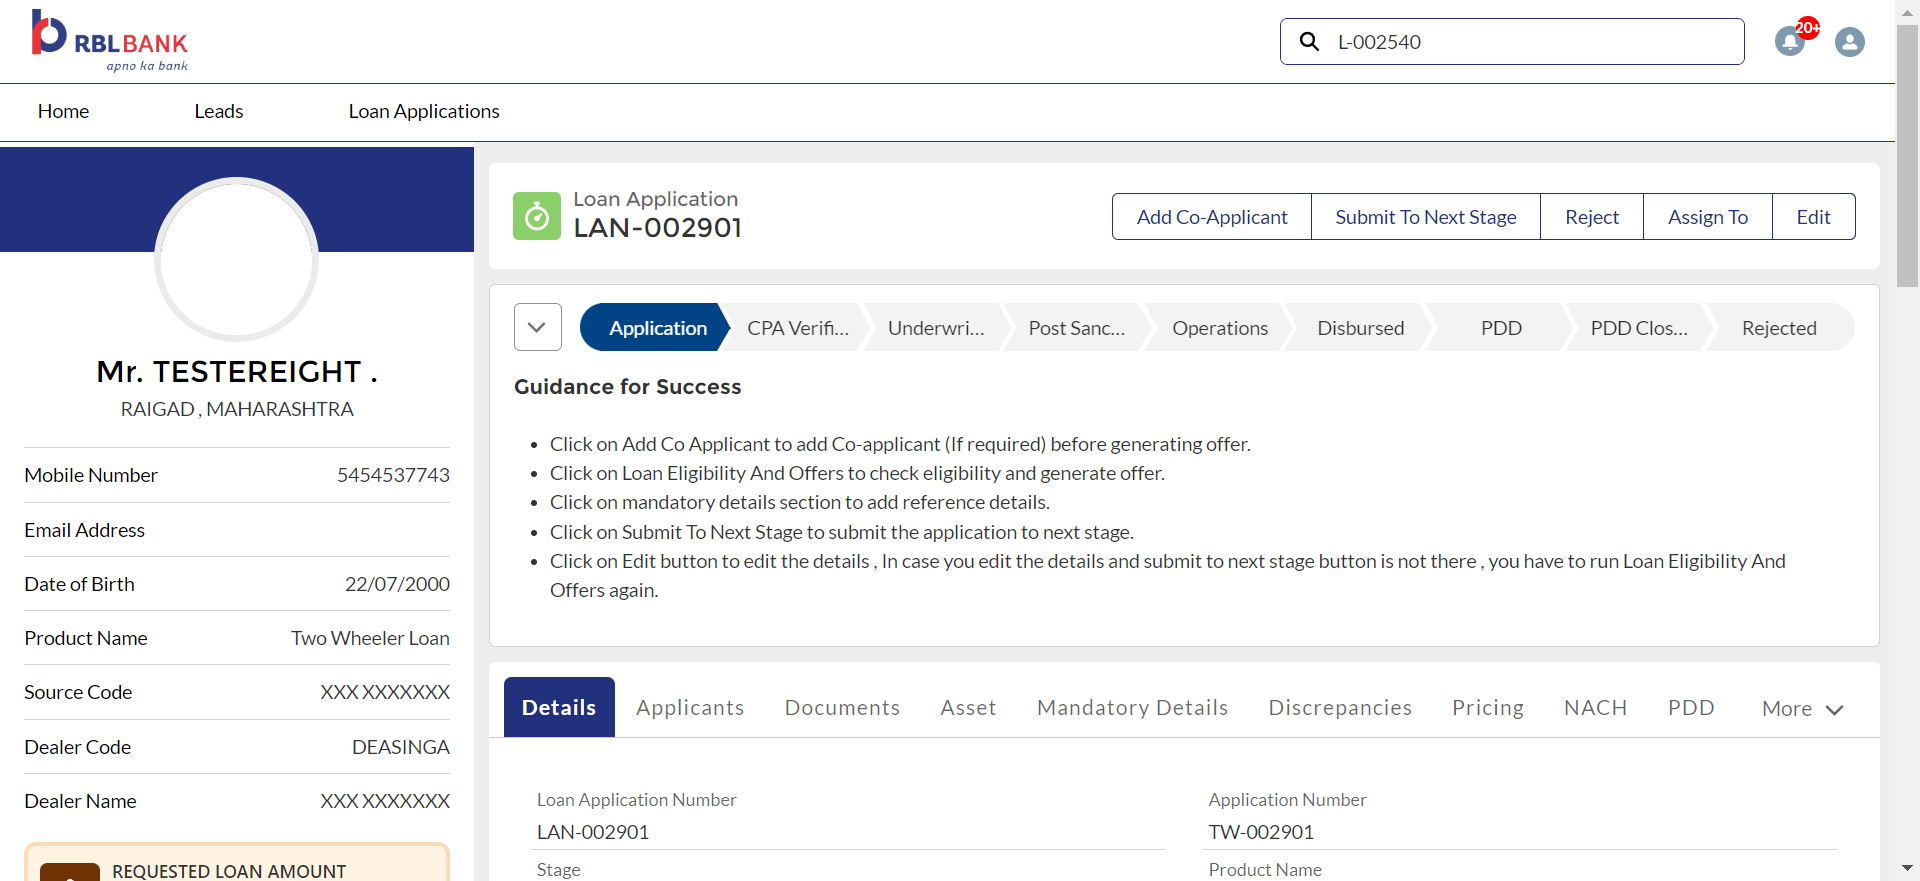 RBLBANK
apno ka bank
L-002540
20+
Home Leads Loan Applications
Mr. TESTEREIGHT .
RAIGAD , MAHARASHTRA
Mobile Number 5454537743
Email Address
Date of Birth 22/07/2000
Product Name Two Wheeler Loan
Source Code XXX XXXXXXX
Dealer Code DEASINGA
Dealer Name XXX XXXXXXX
REQUESTED LOAN AMOUNT
Loan Application
LAN-002901
Add Co-Applicant Submit To Next Stage Reject Assign To Edit
Application CPA Verifi... Underwri... Post Sanc... Operations Disbursed PDD PDD Clos... Rejected
Guidance for Success
• Click on Add Co Applicant to add Co-applicant (If required) before generating offer.
• Click on Loan Eligibility And Offers to check eligibility and generate offer.
• Click on mandatory details section to add reference details.
• Click on Submit To Next Stage to submit the application to next stage.
• Click on Edit button to edit the details , In case you edit the details and submit to next stage button is not there , you have to run Loan Eligibility And
Offers again.
Details Applicants Documents Asset Mandatory Details Discrepancies Pricing NACH PDD More
Loan Application Number Application Number
LAN-002901 TW-002901
Stage Product Name